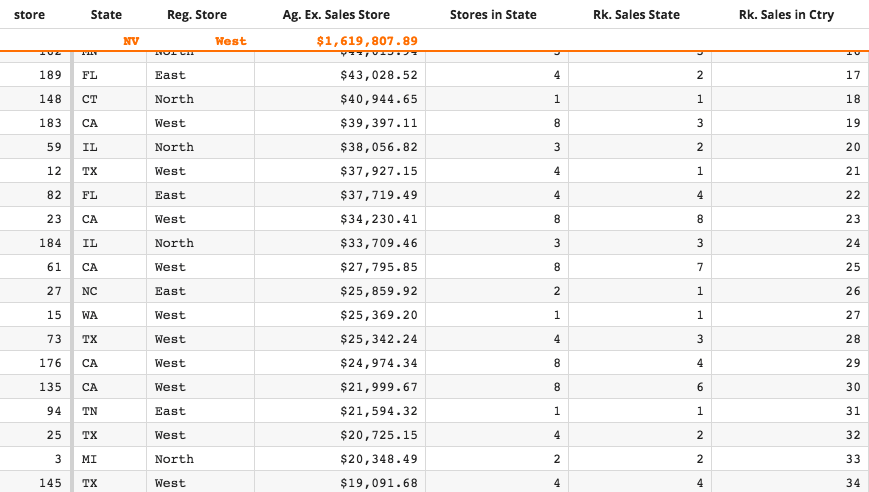 store State Reg. Store Ag. Ex. Sales Store Stores in State Rk. Sales State Rk. Sales in Ctry
NV West $1,619,807.89
189 FL East $43,028.52 4 2 17
148 CT North $40,944.65 1 1 18
183 CA West $39,397.11 8 3 19
59 IL North $38,056.82 3 2 20
12 TX West $37,927.15 4 1 21
82 FL East $37,719.49 4 4 22
23 CA West $34,230.41 8 8 23
184 IL North $33,709.46 3 3 24
61 CA West $27,795.85 8 7 25
27 NC East $25,859.92 2 1 26
15 WA West $25,369.20 1 1 27
73 TX West $25,342.24 4 3 28
176 CA West $24,974.34 8 4 29
135 CA West $21,999.67 8 6 30
94 TN East $21,594.32 1 1 31
25 TX West $20,725.15 4 2 32
3 MI North $20,348.49 2 2 33
145 TX West $19,091.68 4 4 34